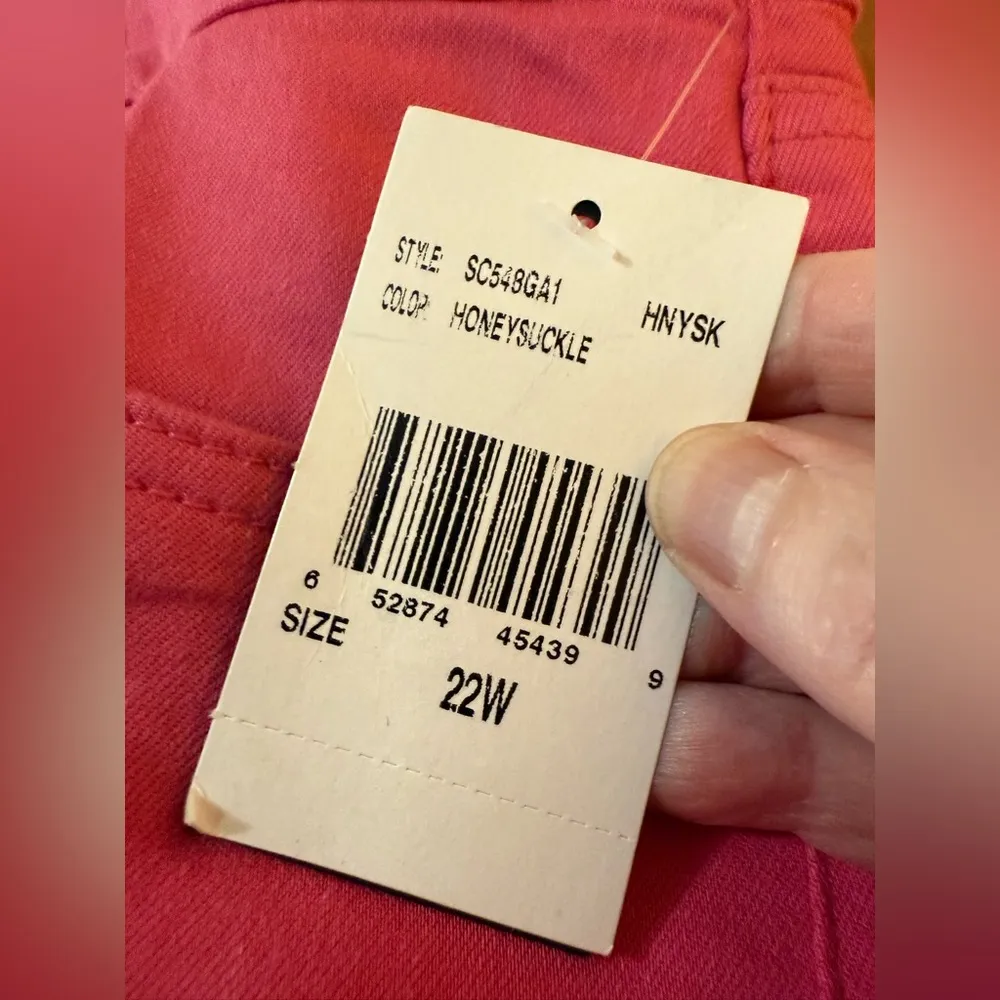 STYLE: SC548GA1
COLOR: HONEYSUCKLE HNYSK
6 52874 45439 9
SIZE
22W